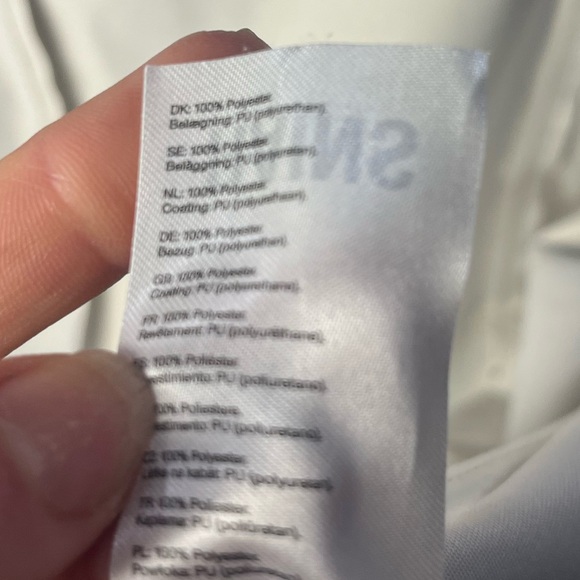 DK: 100% Polyester
Belægning: PU (polyurethan).
SE: 100% Polyester
Beläggning: PU (polyuretan).
NL: 100% Polyester
Coating: PU (polyurethaan).
DE: 100% Polyester
Bezug: PU (polyurethan).
GB: 100% Polyester
Coating: PU (polyurethane).
FR: 100% Polyester
Revêtement: PU (polyuréthane).
100% Poliéster
PU (poliuretano).
100% Poliestere
PU (poliuretano).
CZ: 100% Polyester
PU (polyuretan).
TR: 100% Polyester
Kaplama: PU (poliüretan).
PL: 100% Polyester
Powłoka: PU (poliuretan).